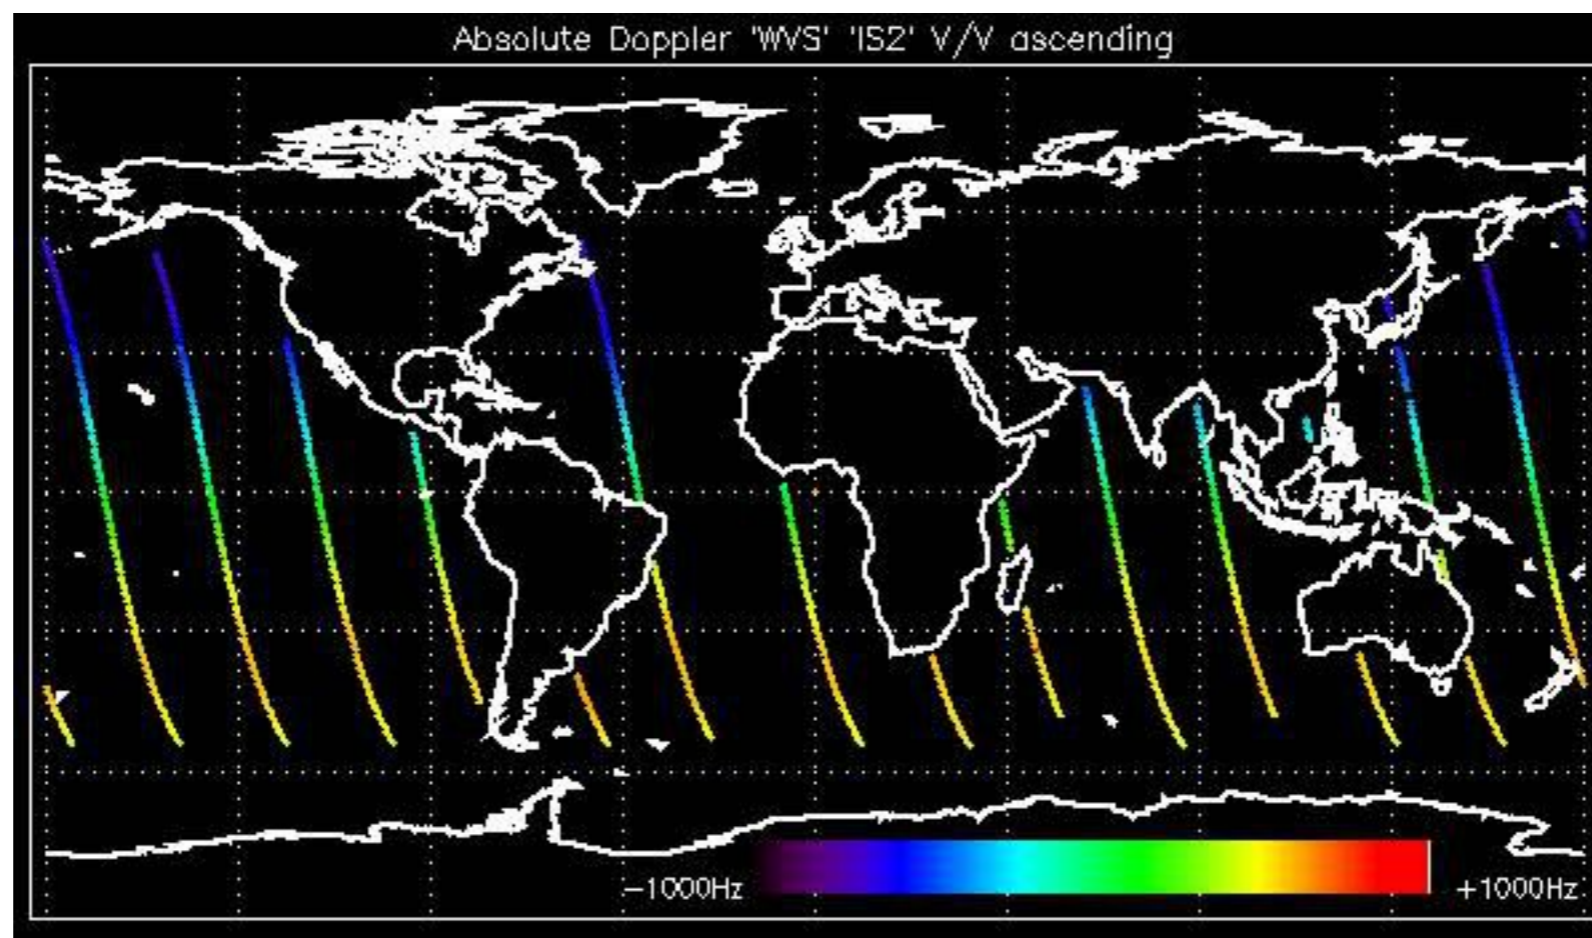 Absolute Doppler 'WVS' 'IS2' V/V ascending
-1000Hz
+1000Hz